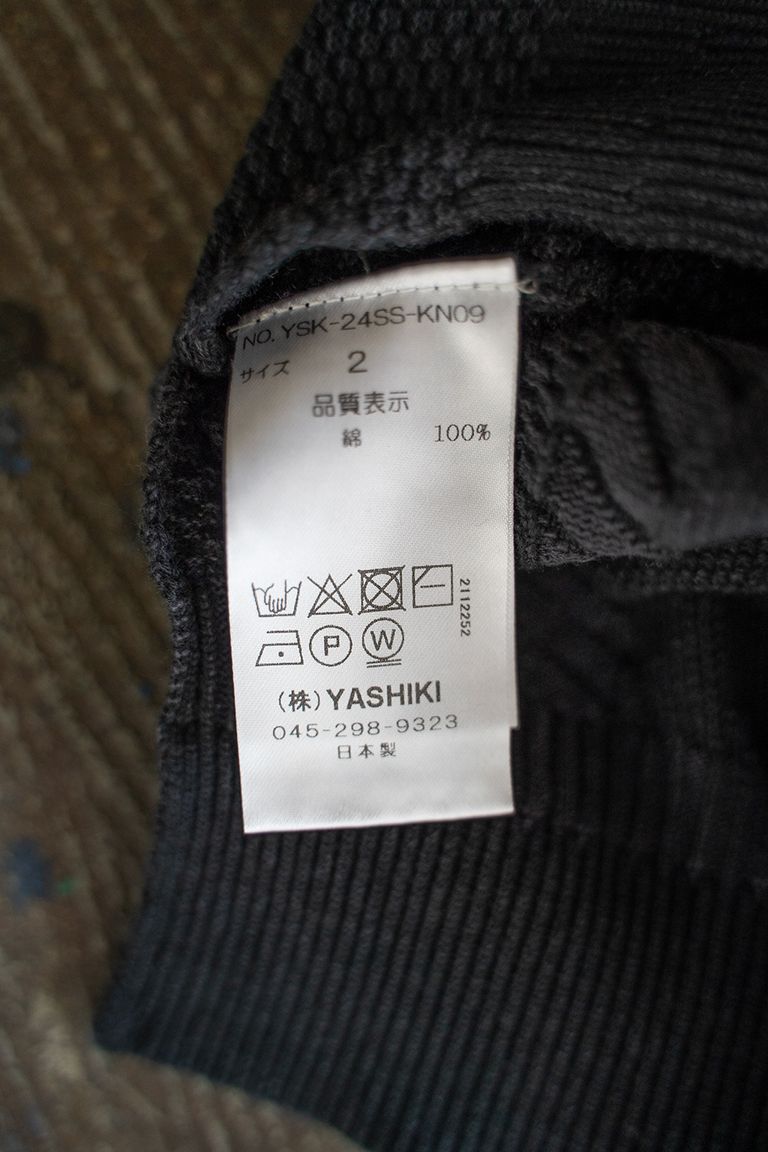 NO. YSK-24SS-KN09
サイズ 2
品質表示
綿 100%
2112252
P W
(株)YASHIKI
045-298-9323
日本製